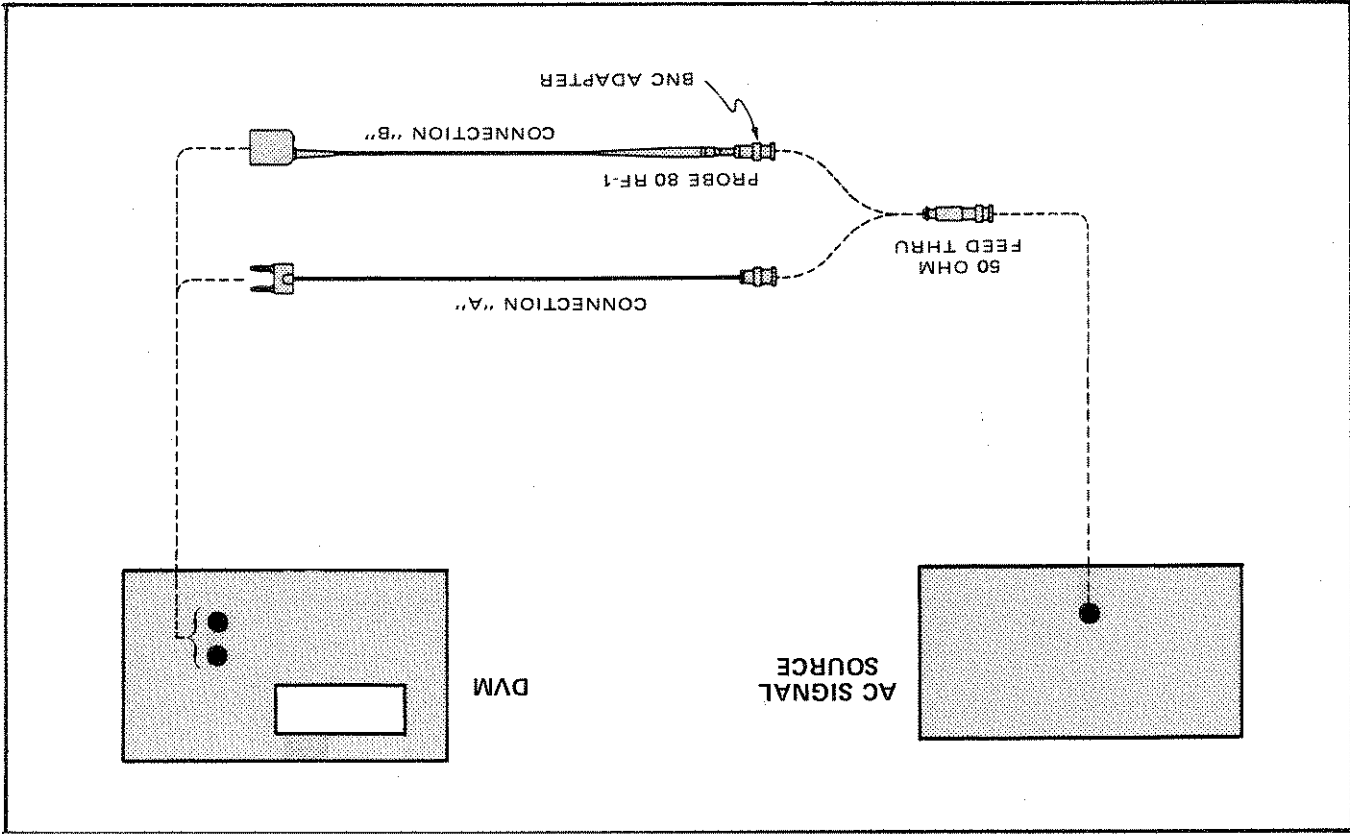 AC SIGNAL
SOURCE
DVM
CONNECTION "A"
50 OHM
FEED THRU
PROBE 80 RF-1
CONNECTION "B"
BNC ADAPTER